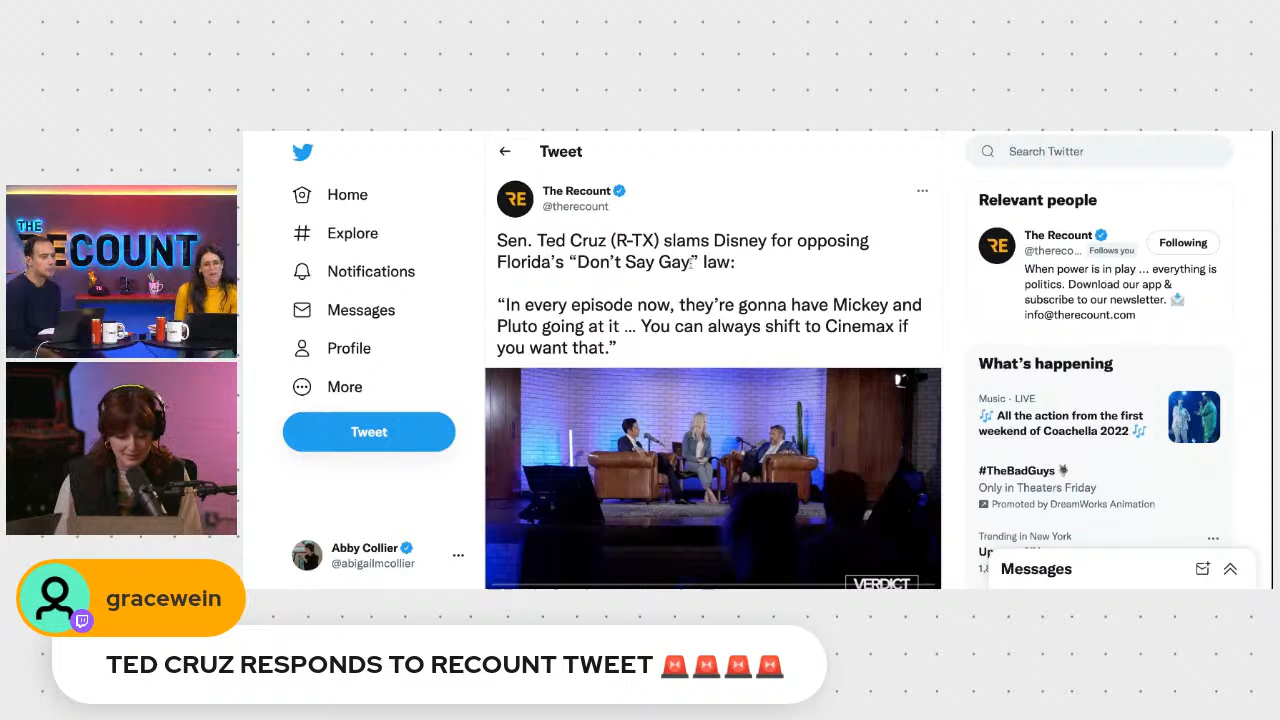 Tweet
Search Twitter
Home
Explore
Notifications
Messages
Profile
More
Tweet
Abby Collier
@abigailmcollier
The Recount
@therecount
Sen. Ted Cruz (R-TX) slams Disney for opposing
Florida’s “Don’t Say Gay” law:
“In every episode now, they’re gonna have Mickey and
Pluto going at it ... You can always shift to Cinemax if
you want that.”
VERDICT
Relevant people
The Recount
@thereco... Follows you
Following
When power is in play ... everything is
politics. Download our app &
subscribe to our newsletter. 📩
info@therecount.com
What’s happening
Music · LIVE
🎶 All the action from the first
weekend of Coachella 2022 🎶
#TheBadGuys
Only in Theaters Friday
Promoted by DreamWorks Animation
Trending in New York
Messages
THE
RECOUNT
RE
RE
gracewein
TED CRUZ RESPONDS TO RECOUNT TWEET 🚨🚨🚨🚨